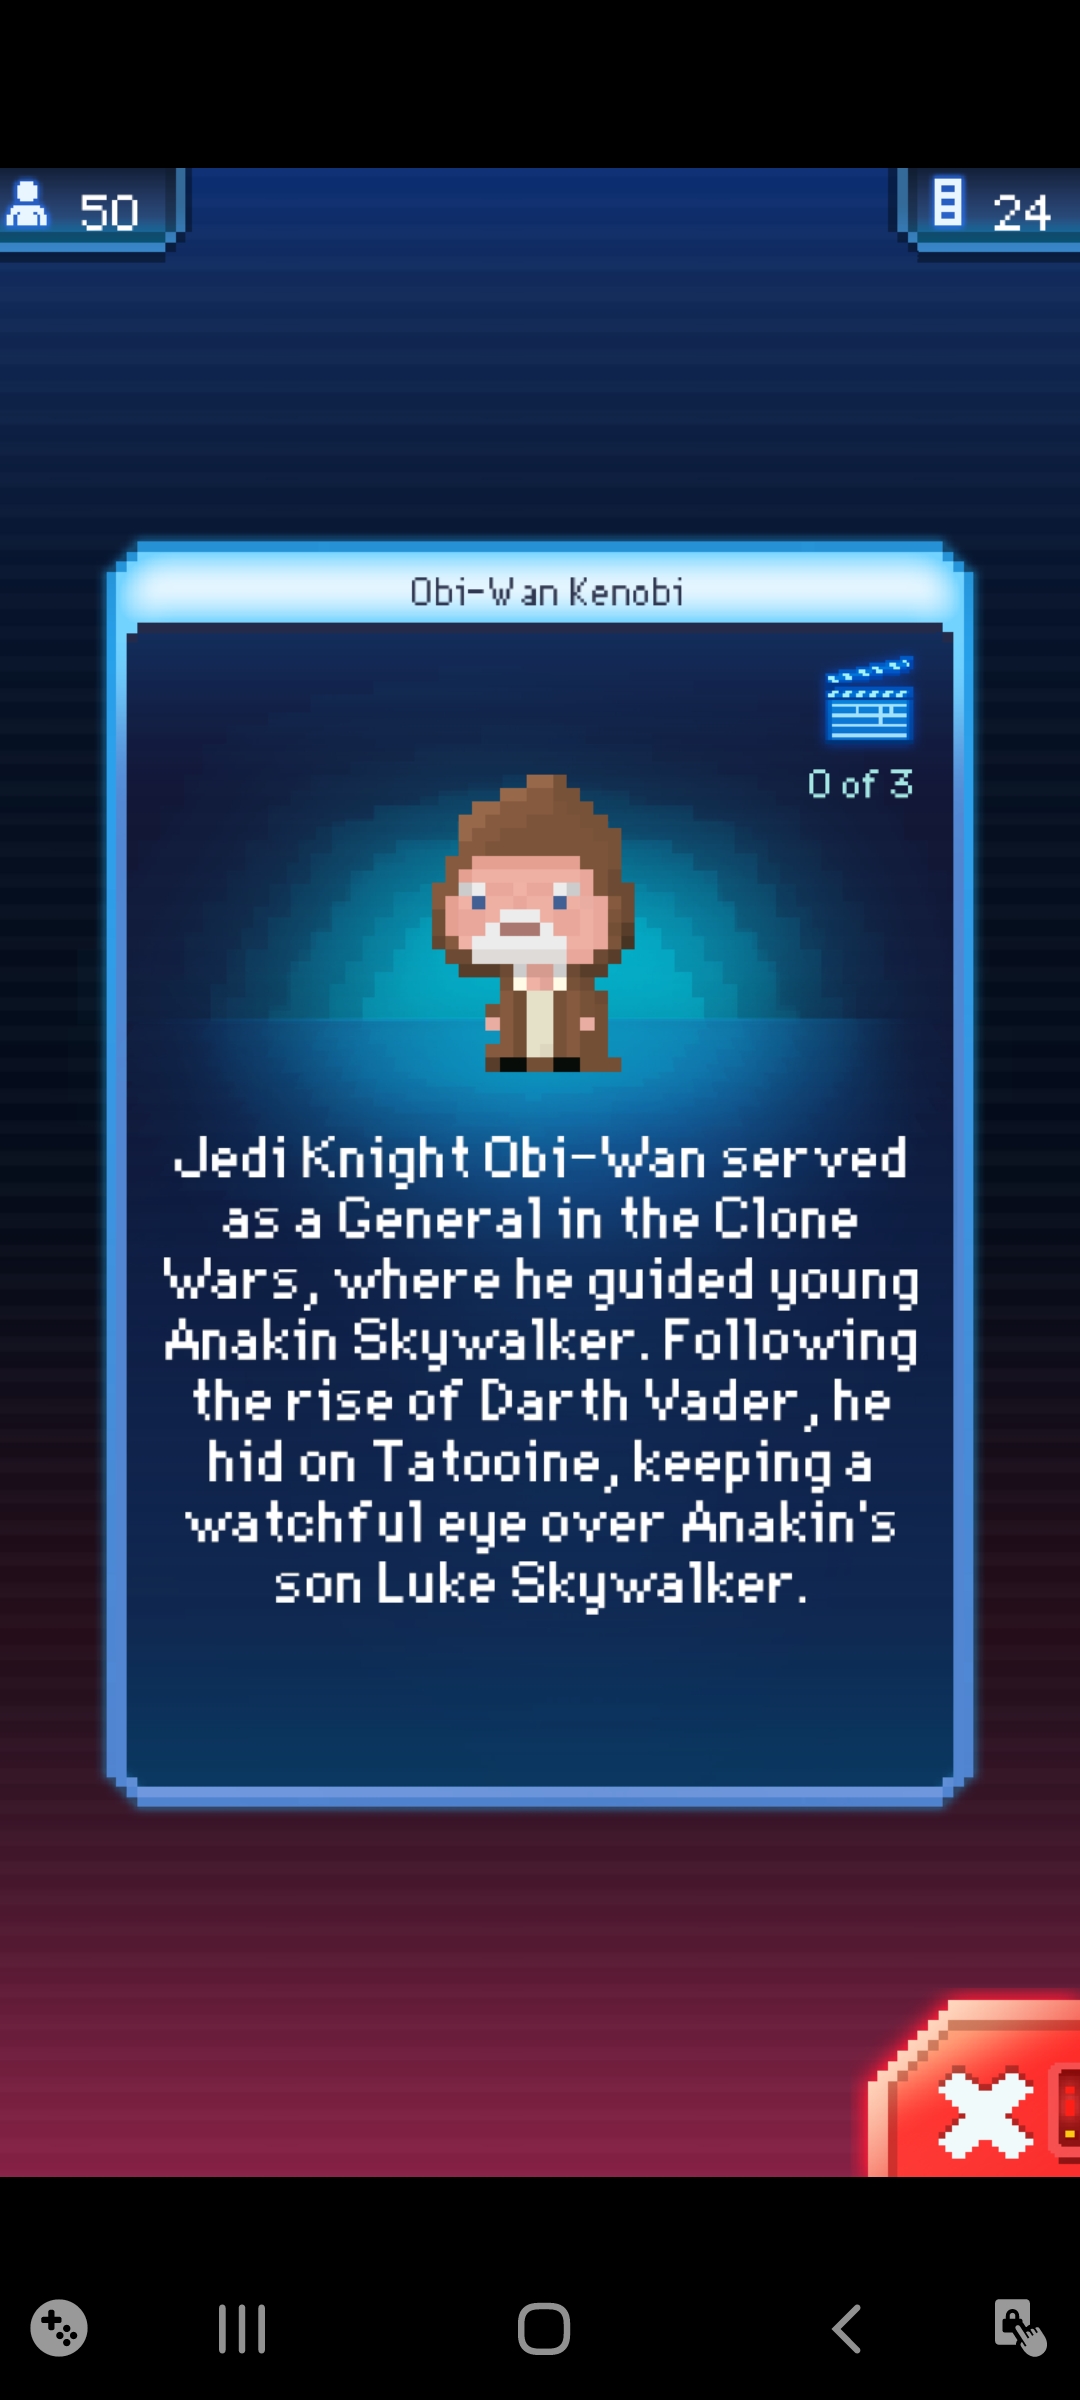 50
24
Obi-Wan Kenobi
0 of 3
Jedi Knight Obi-Wan served
as a General in the Clone
Wars, where he guided young
Anakin Skywalker. Following
the rise of Darth Vader, he
hid on Tatooine, keeping a
watchful eye over Anakin's
son Luke Skywalker.